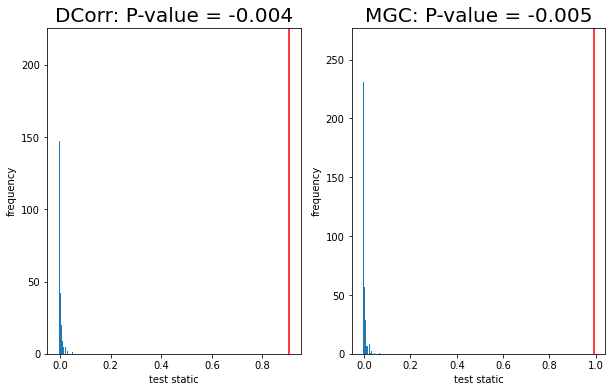 DCorr: P-value = -0.004
frequency
200
150
100
50
0
0.0 0.2 0.4 0.6 0.8
test static
MGC: P-value = -0.005
frequency
250
200
150
100
50
0
0.0 0.2 0.4 0.6 0.8 1.0
test static